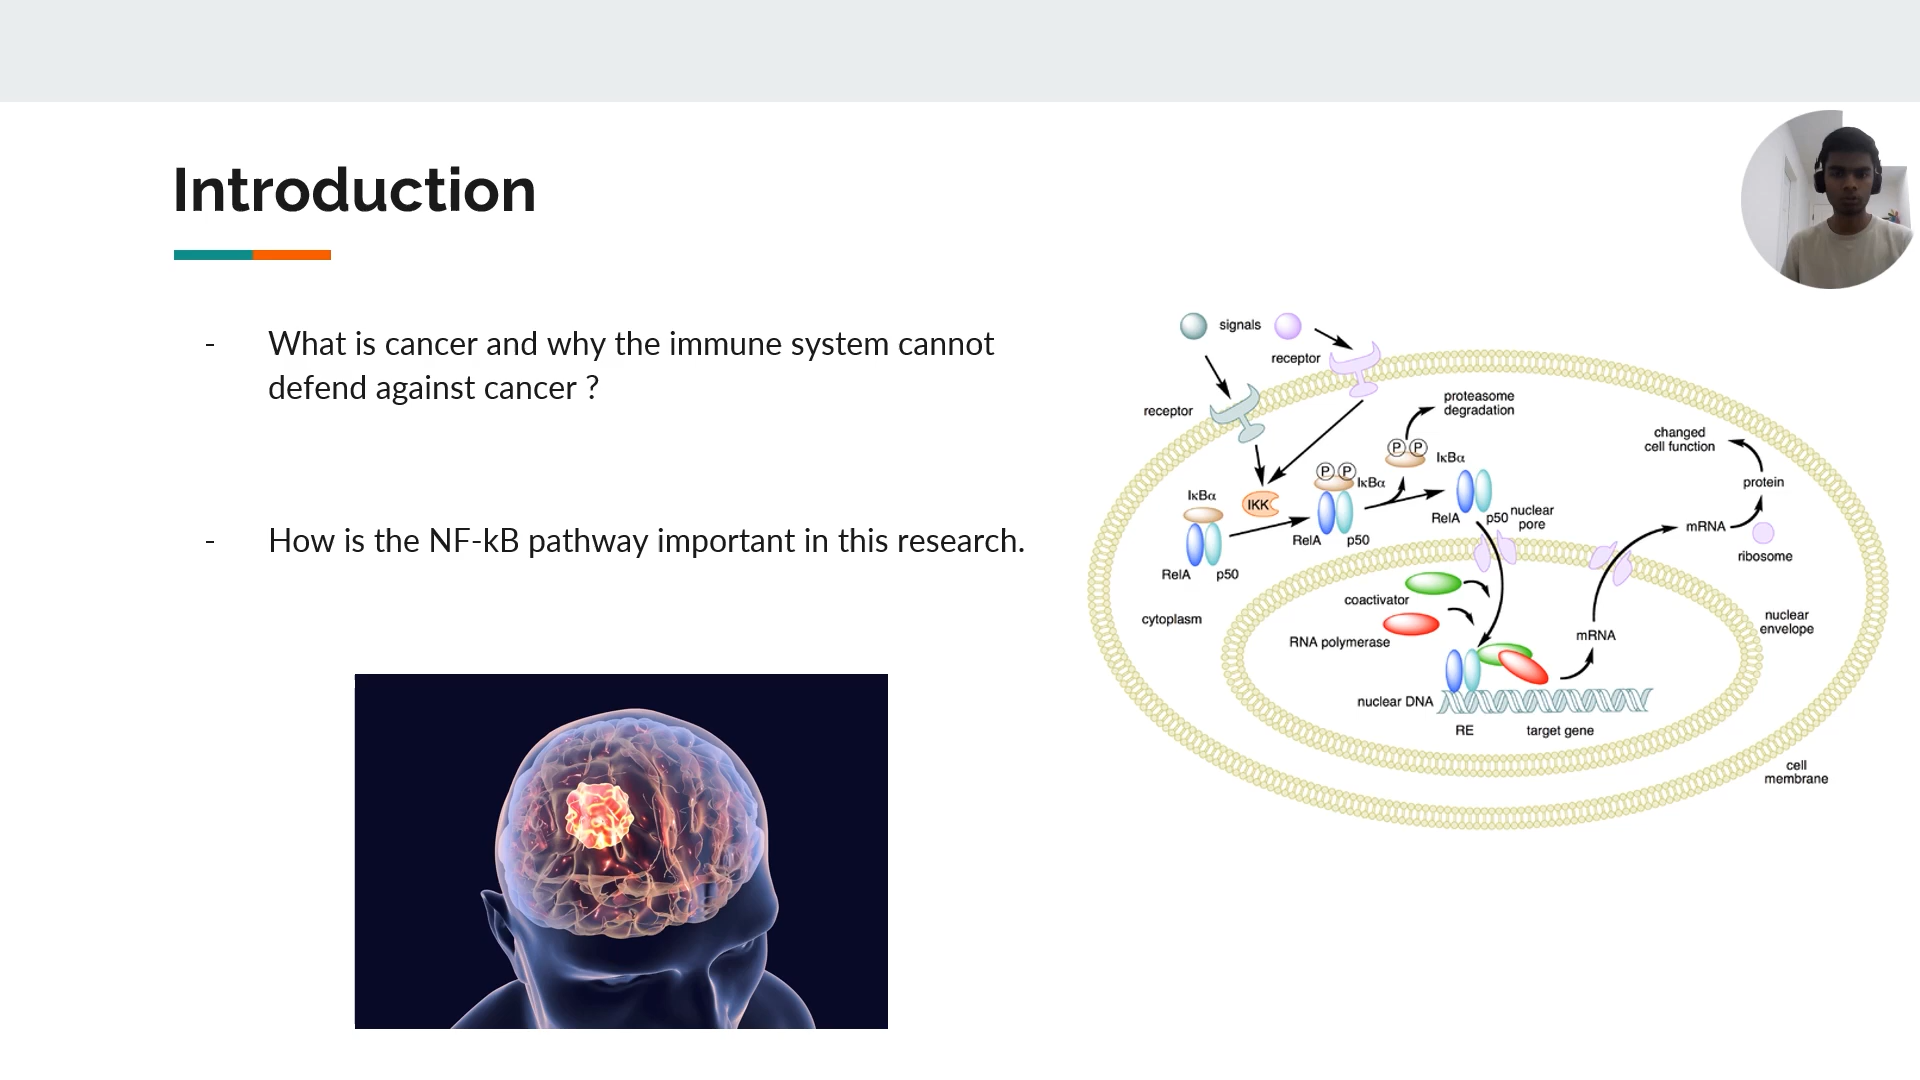 Introduction
- What is cancer and why the immune system cannot
defend against cancer ?
- How is the NF-kB pathway important in this research.
signals
receptor
receptor
proteasome
degradation
P P
IκBα
P P
IκBα
IκBα
IKK
RelA p50
RelA p50
RelA p50
nuclear
pore
changed
cell function
protein
mRNA
ribosome
cytoplasm
coactivator
RNA polymerase
mRNA
nuclear
envelope
nuclear DNA
RE
target gene
cell
membrane